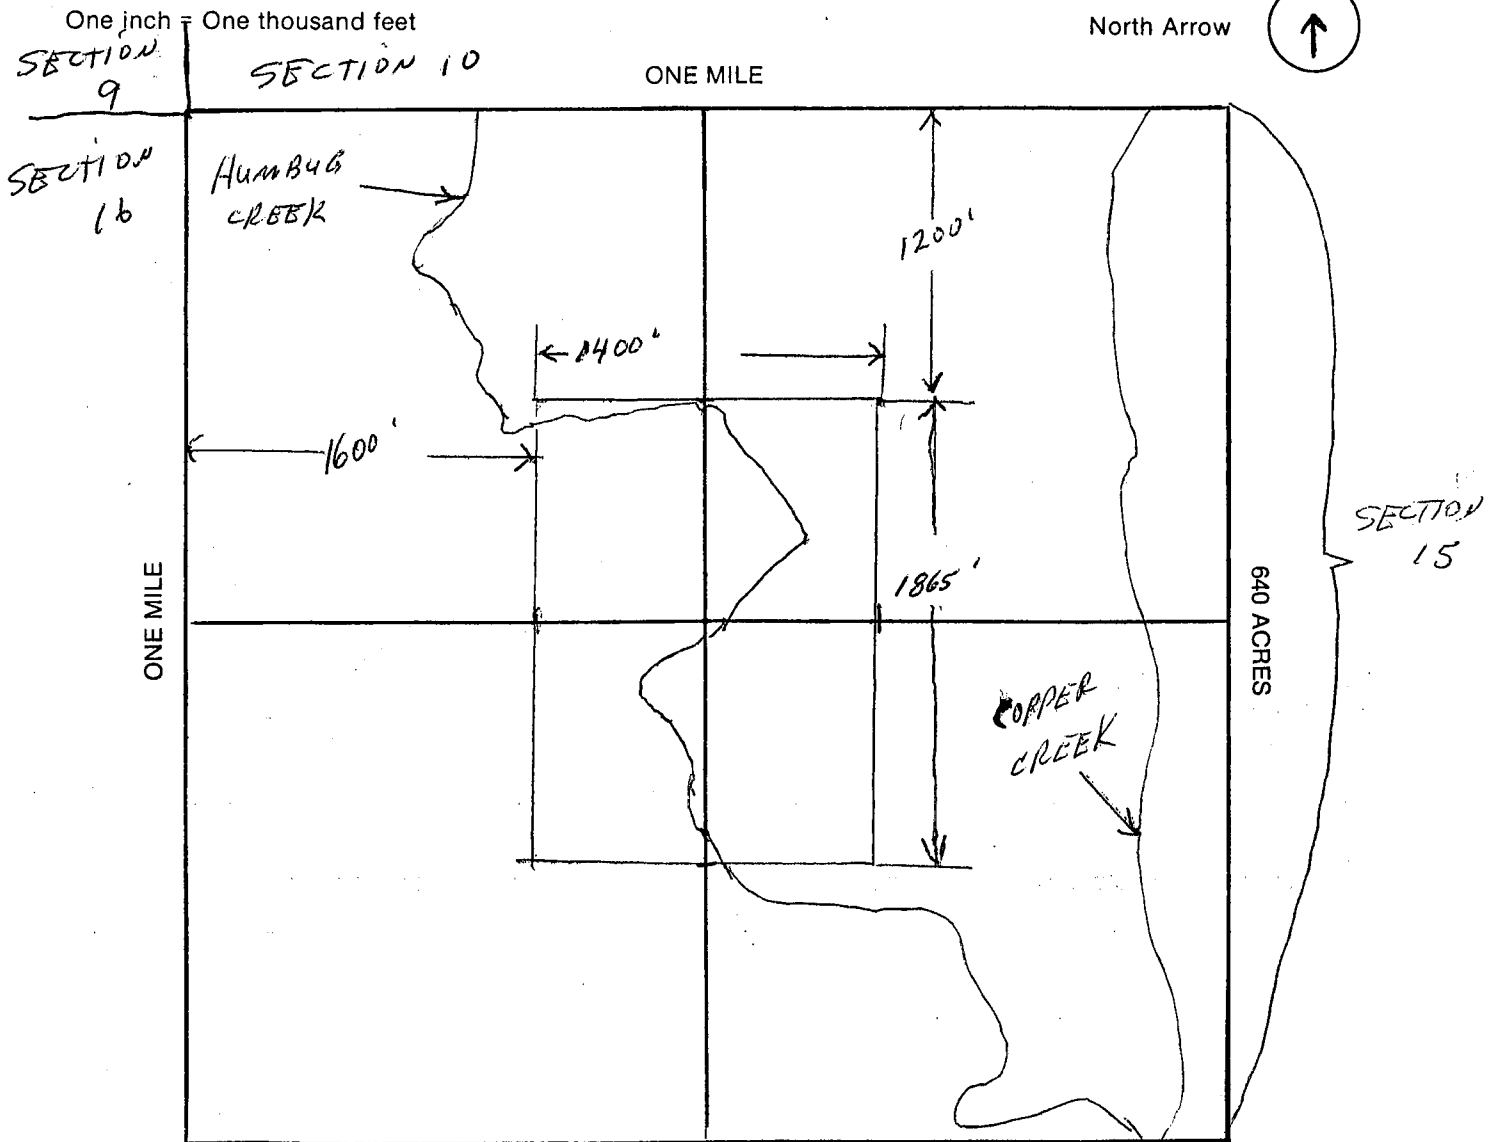 One inch = One thousand feet
North Arrow
SECTION
9
SECTION 10
ONE MILE
SECTION
16
HUMBUG
CREEK
1200'
1400'
1600'
SECTION
15
1865'
ONE MILE
640 ACRES
COPPER
CREEK